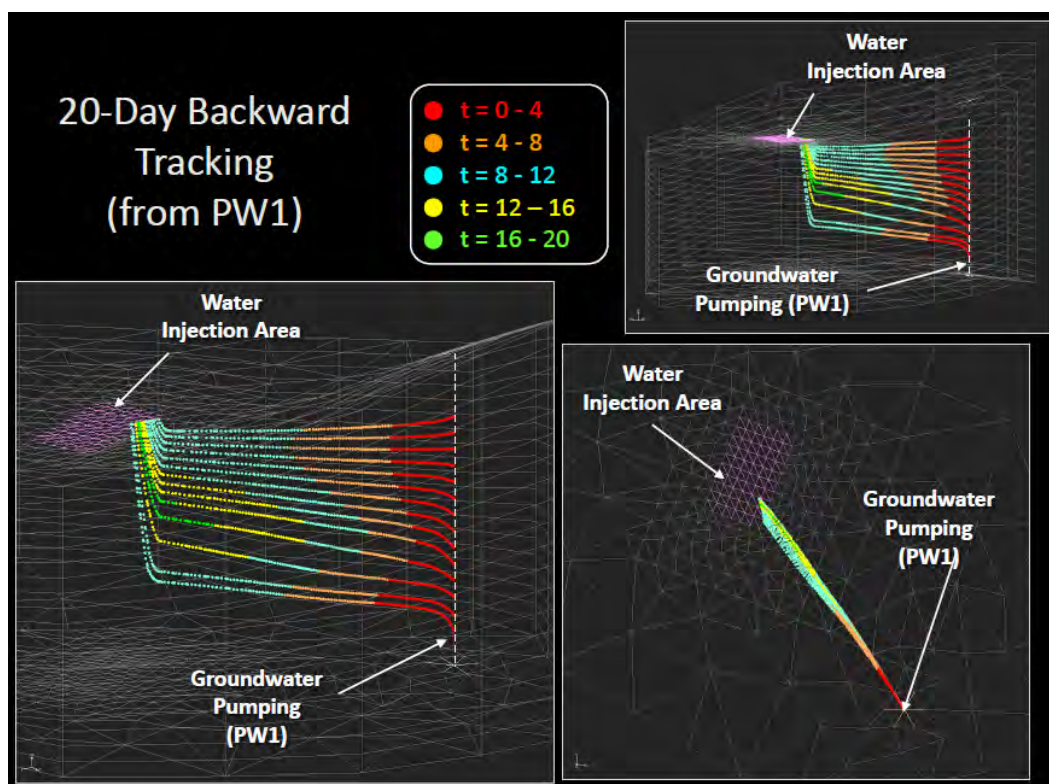 20-Day Backward
Tracking
(from PW1)
t = 0 - 4
t = 4 - 8
t = 8 - 12
t = 12 – 16
t = 16 - 20
Water
Injection Area
Groundwater
Pumping (PW1)
Water
Injection Area
Groundwater
Pumping
(PW1)
Water
Injection Area
Groundwater
Pumping
(PW1)